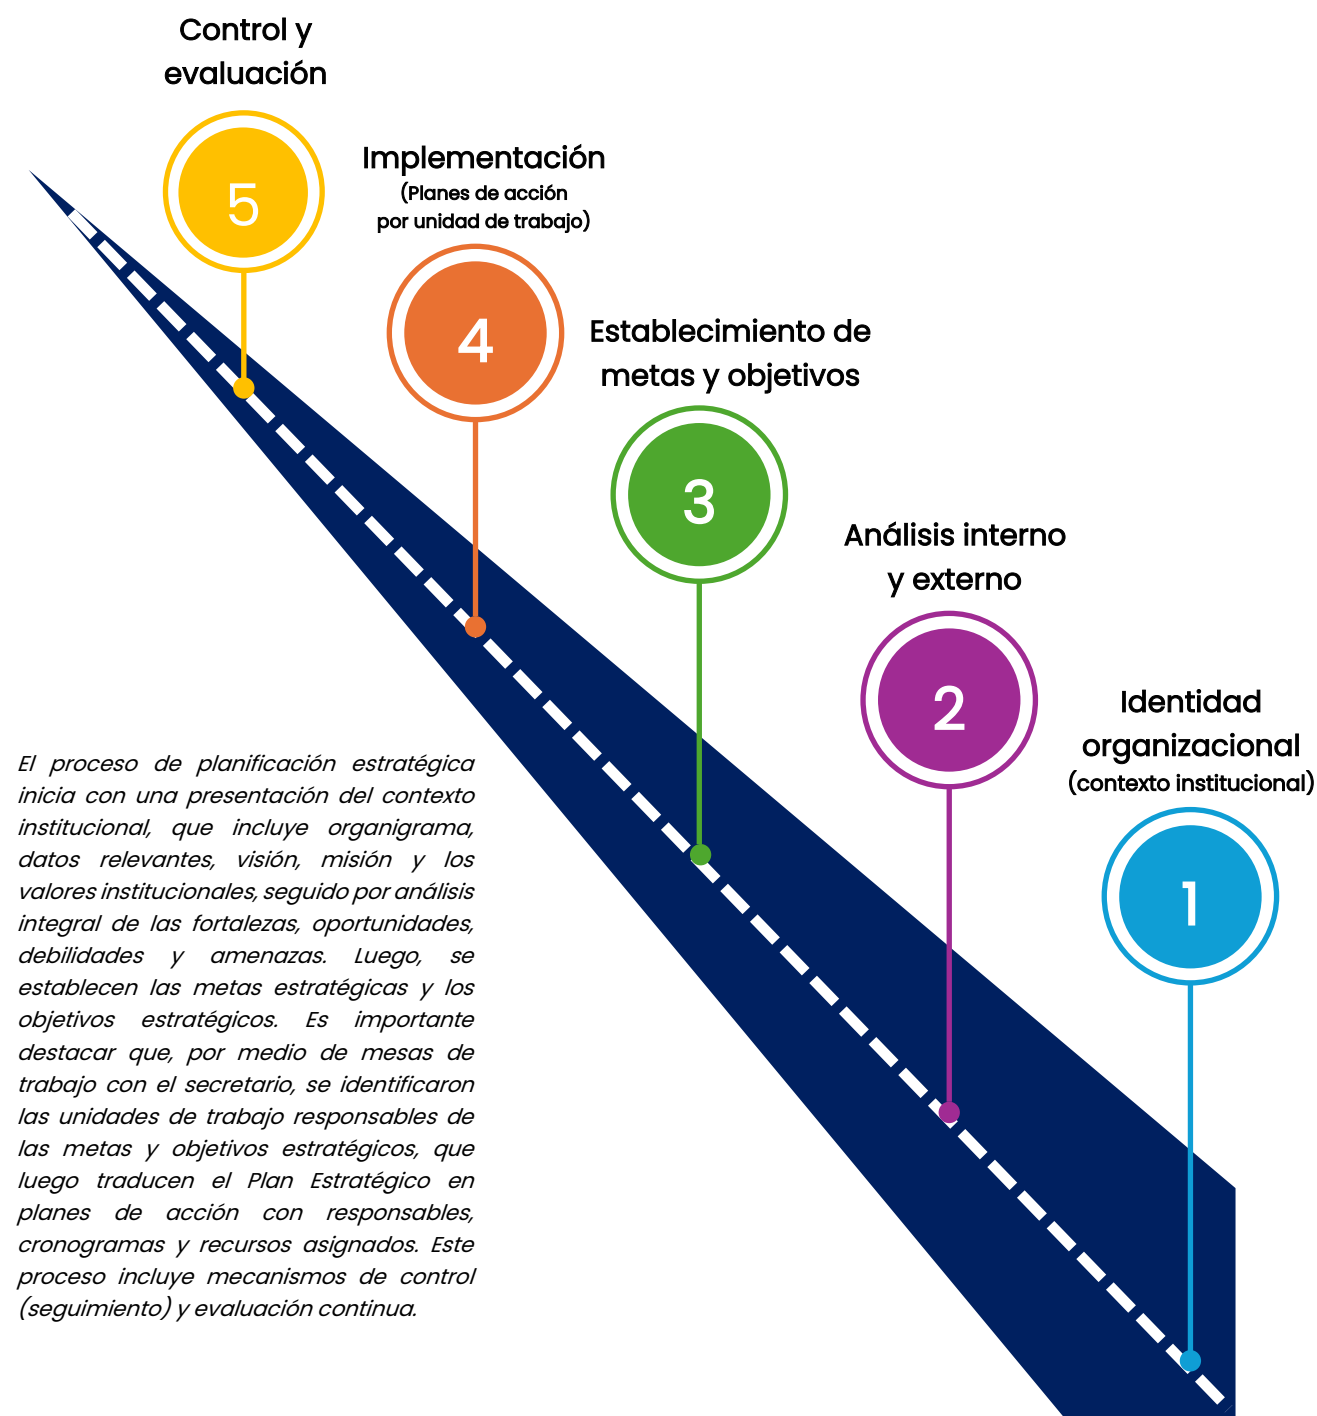 Control y
evaluación
5
Implementación
(Planes de acción
por unidad de trabajo)
4
Establecimiento de
metas y objetivos
3
Análisis interno
y externo
2
Identidad
organizacional
(contexto institucional)
1
El proceso de planificación estratégica
inicia con una presentación del contexto
institucional, que incluye organigrama,
datos relevantes, visión, misión y los
valores institucionales, seguido por análisis
integral de las fortalezas, oportunidades,
debilidades y amenazas. Luego, se
establecen las metas estratégicas y los
objetivos estratégicos. Es importante
destacar que, por medio de mesas de
trabajo con el secretario, se identificaron
las unidades de trabajo responsables de
las metas y objetivos estratégicos, que
luego traducen el Plan Estratégico en
planes de acción con responsables,
cronogramas y recursos asignados. Este
proceso incluye mecanismos de control
(seguimiento) y evaluación continua.